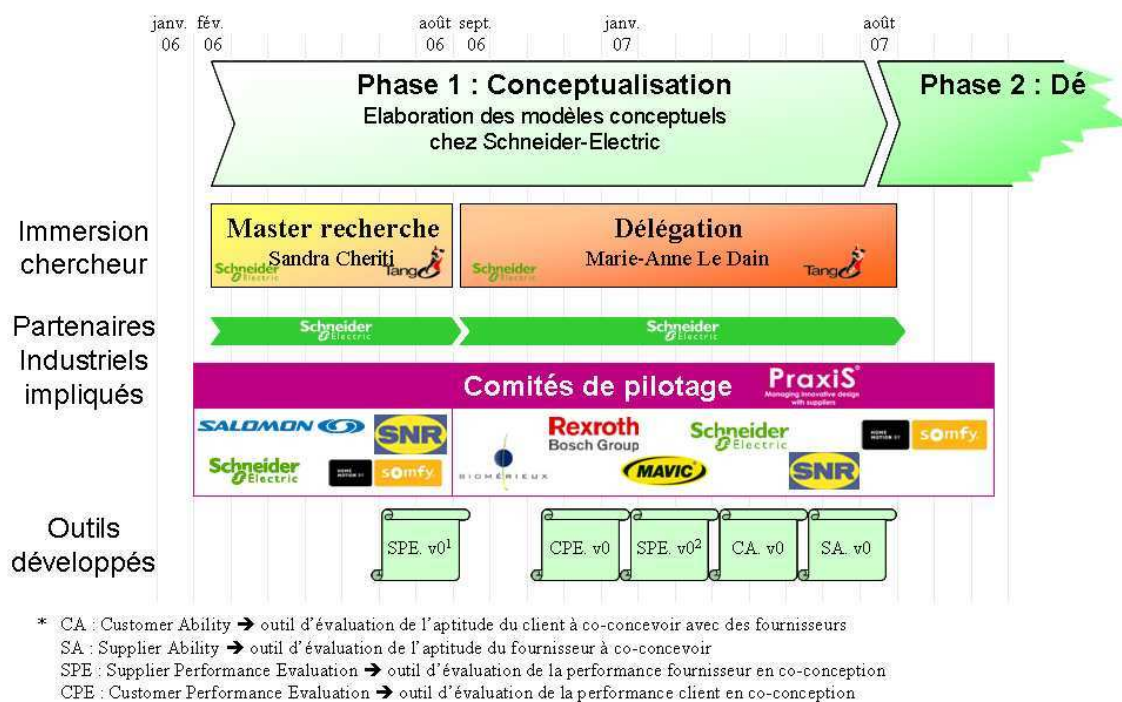 janv. fév. août sept. janv. août
06 06 06 06 07 07
Phase 1 : Conceptualisation
Elaboration des modèles conceptuels
chez Schneider-Electric
Phase 2 : Dé
Immersion
chercheur
Master recherche
Sandra Cheriti
Schneider
Electric
Tango
Délégation
Marie-Anne Le Dain
Schneider
Electric
Tango
Partenaires
Industriels
impliqués
Schneider
Electric
Schneider
Electric
Comités de pilotage
PraxiS
Managing innovative design
with suppliers
SALOMON
SNR
Schneider
Electric
HOME
MOTION BY
somfy.
BIOMÉRIEUX
Rexroth
Bosch Group
MAVIC
Schneider
Electric
SNR
HOME
MOTION BY
somfy.
Outils
développés
SPE. v0¹
CPE. v0
SPE. v0²
CA. v0
SA. v0
* CA : Customer Ability ➔ outil d'évaluation de l'aptitude du client à co-concevoir avec des fournisseurs
SA : Supplier Ability ➔ outil d'évaluation de l'aptitude du fournisseur à co-concevoir
SPE : Supplier Performance Evaluation ➔ outil d'évaluation de la performance fournisseur en co-conception
CPE : Customer Performance Evaluation ➔ outil d'évaluation de la performance client en co-conception